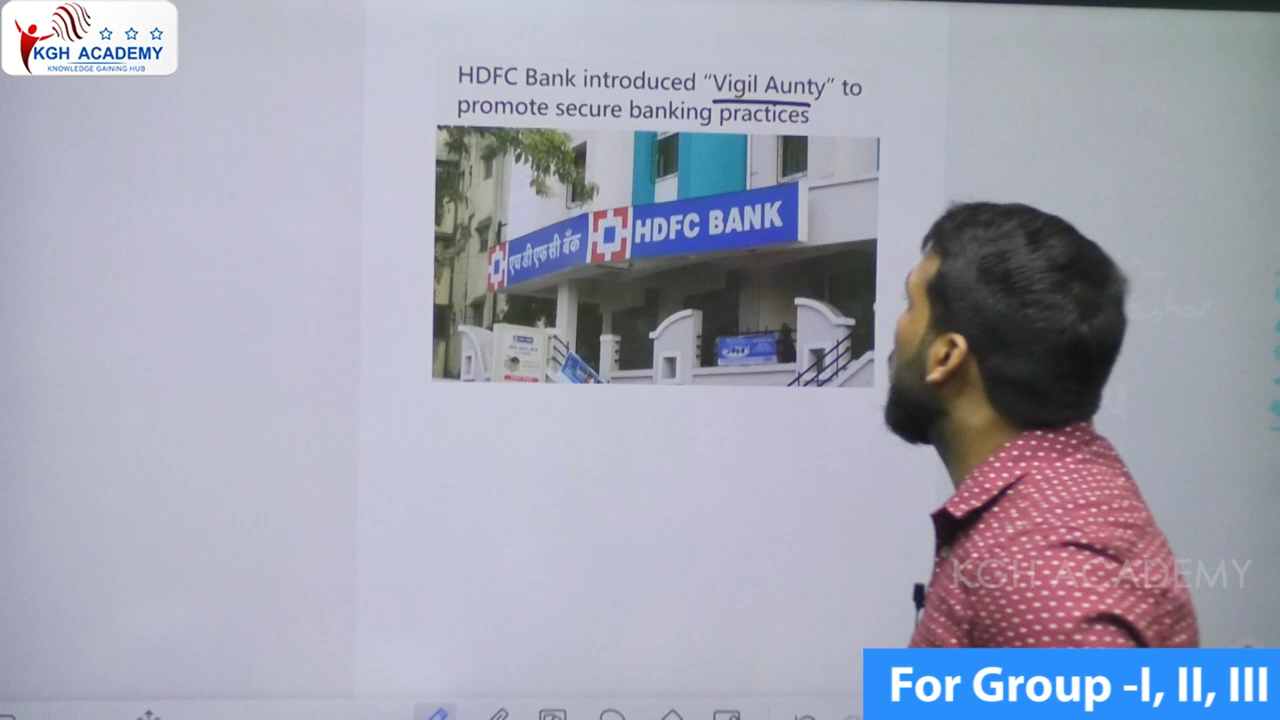 KGH ACADEMY
KNOWLEDGE GAINING HUB
HDFC Bank introduced “Vigil Aunty” to
promote secure banking practices
एच डी एफ सी बैंक
HDFC BANK
KGH ACADEMY
For Group -I, II, III